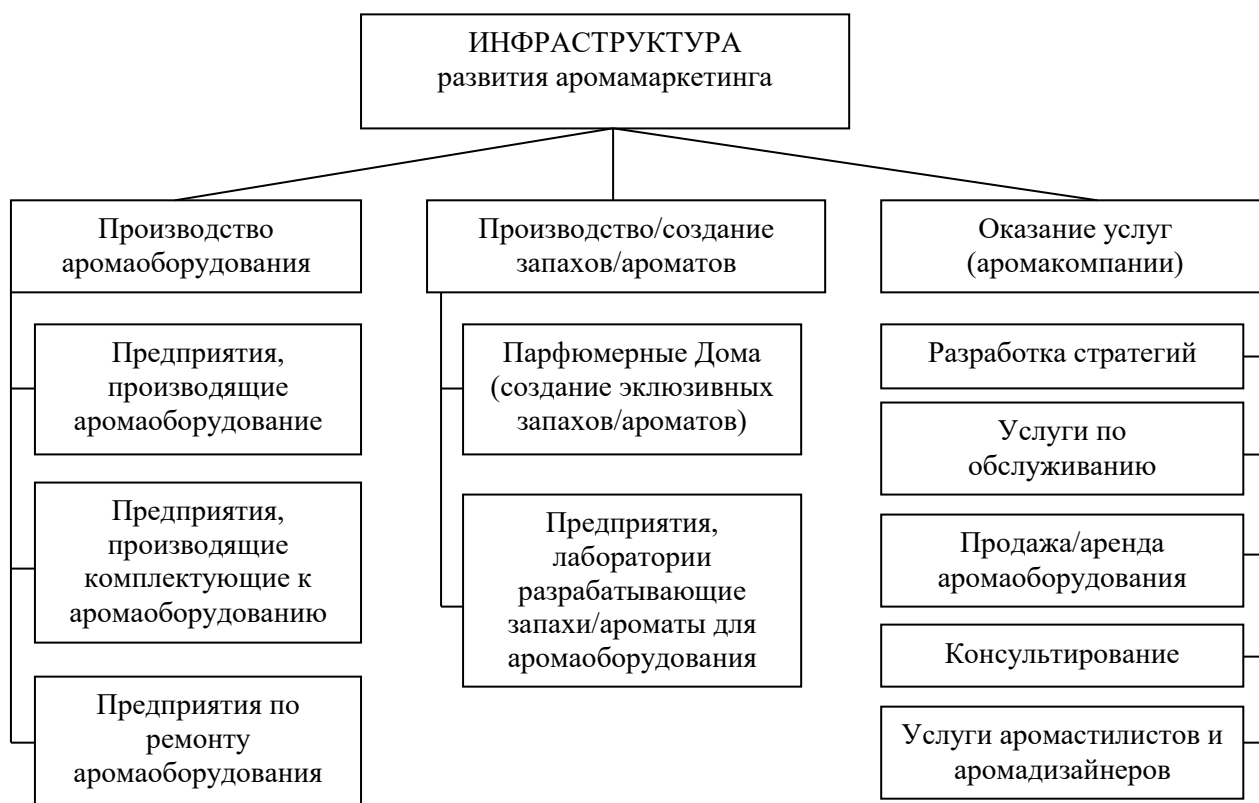 ИНФРАСТРУКТУРА
развития аромамаркетинга
Производство
аромаоборудования
Предприятия,
производящие
аромаоборудование
Предприятия,
производящие
комплектующие к
аромаоборудованию
Предприятия по
ремонту
аромаоборудования
Производство/создание
запахов/ароматов
Парфюмерные Дома
(создание эклюзивных
запахов/ароматов)
Предприятия,
лаборатории
разрабатывающие
запахи/ароматы для
аромаоборудования
Оказание услуг
(аромакомпании)
Разработка стратегий
Услуги по
обслуживанию
Продажа/аренда
аромаоборудования
Консультирование
Услуги аромастилистов и
аромадизайнеров